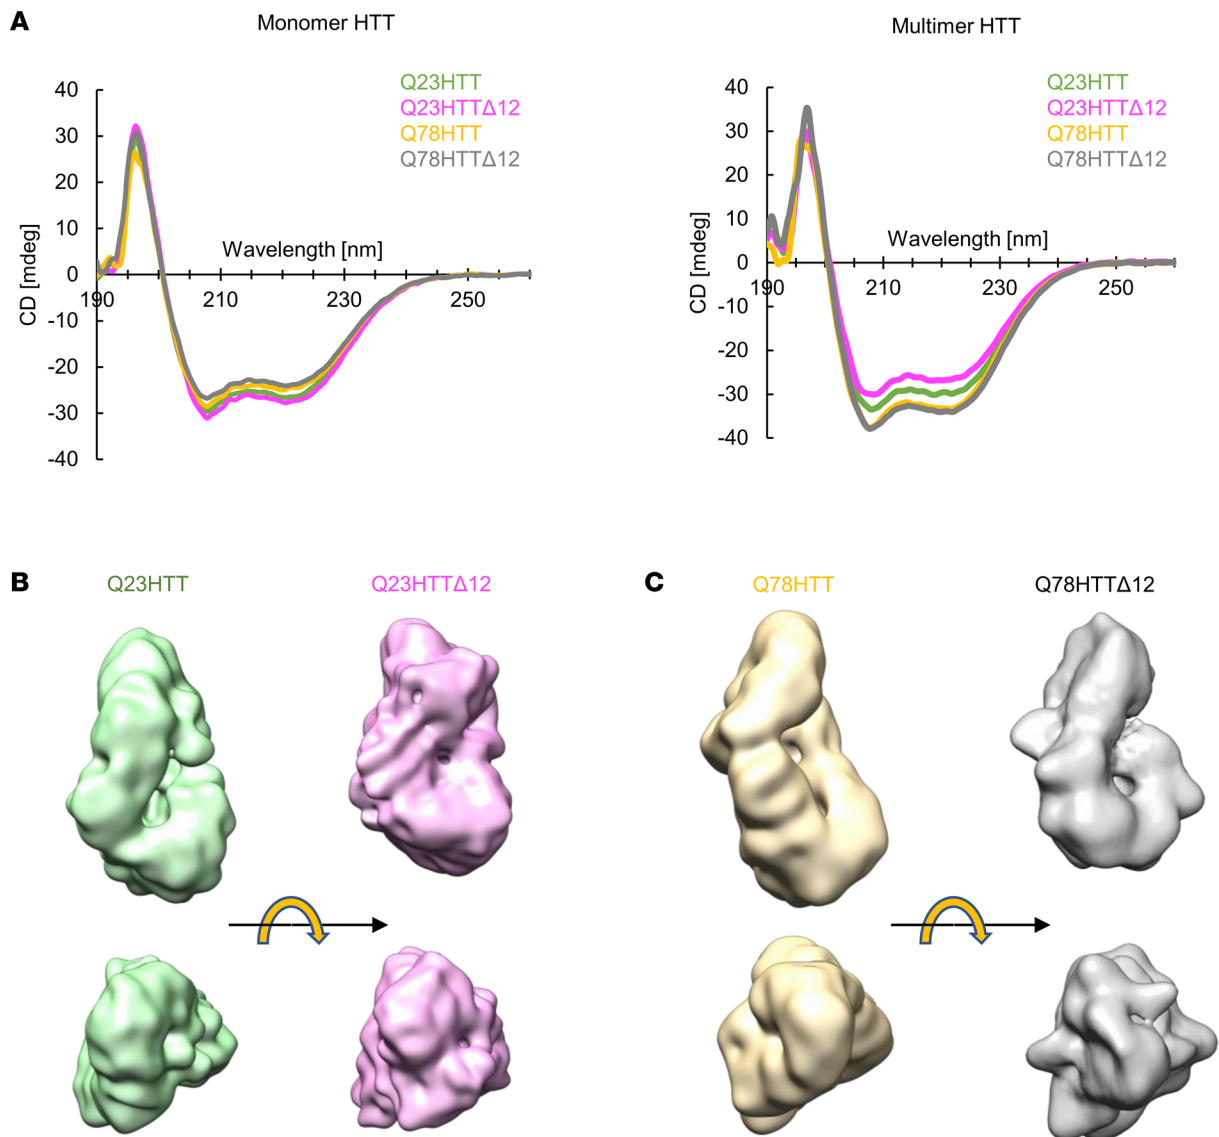 A
Monomer HTT
Q23HTT
Q23HTTΔ12
Q78HTT
Q78HTTΔ12
40
30
20
10
0
-10
-20
-30
-40
CD [mdeg]
Wavelength [nm]
190
210
230
250
Multimer HTT
Q23HTT
Q23HTTΔ12
Q78HTT
Q78HTTΔ12
40
30
20
10
0
-10
-20
-30
-40
CD [mdeg]
Wavelength [nm]
190
210
230
250
B
Q23HTT
Q23HTTΔ12
C
Q78HTT
Q78HTTΔ12